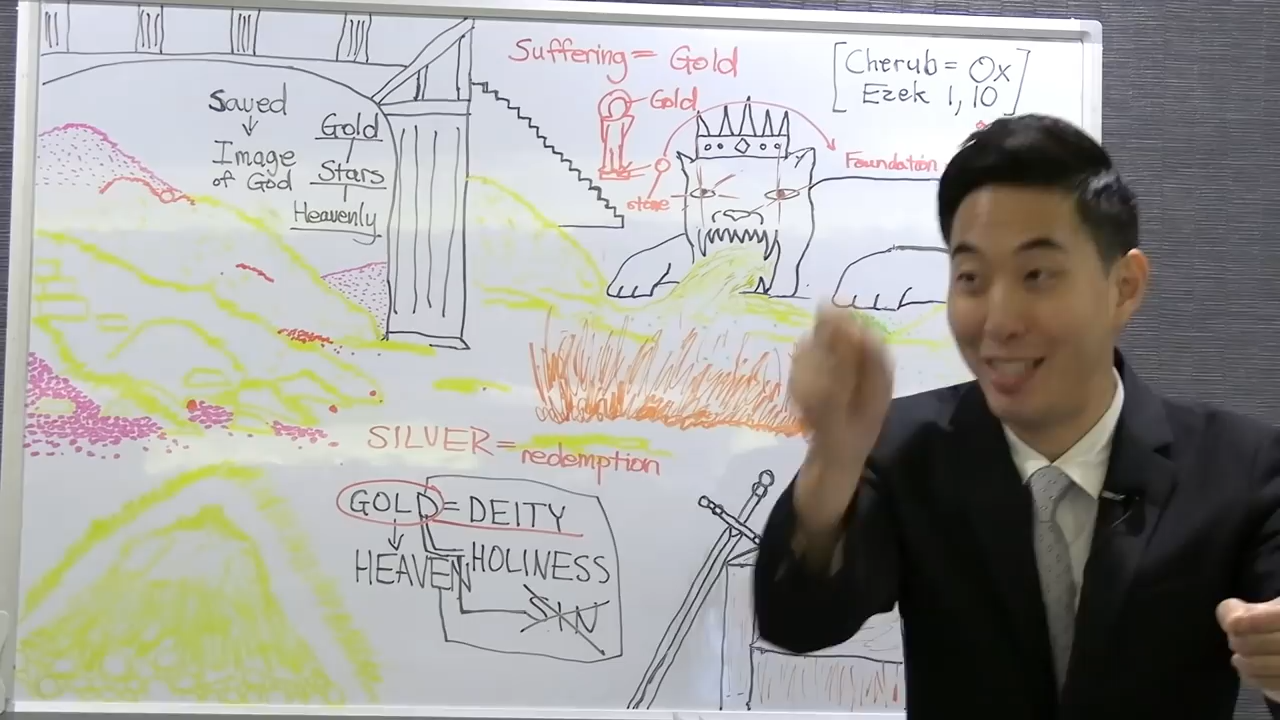 Suffering = Gold
[Cherub = Ox
Ezek 1, 10]
Saved
Image
of God
Gold
Stars
Heavenly
Gold
stone
Foundation
SILVER = redemption
GOLD = DEITY
HEAVEN
HOLINESS
SIN